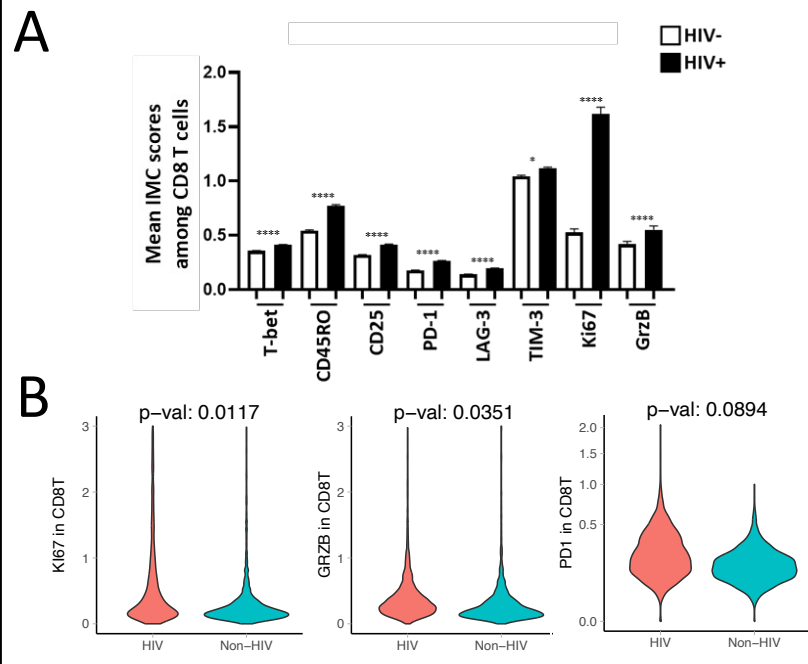 A
HIV-
HIV+
Mean IMC scores
among CD8 T cells
2.0
1.5
1.0
0.5
0.0
****
****
****
****
****
*
****
****
T-bet
CD45RO
CD25
PD-1
LAG-3
TIM-3
Ki67
GrzB
B
p-val: 0.0117
KI67 in CD8T
3
2
1
0
HIV
Non-HIV
p-val: 0.0351
GRZB in CD8T
3
2
1
0
HIV
Non-HIV
p-val: 0.0894
PD1 in CD8T
2.0
1.5
1.0
0.5
0.0
HIV
Non-HIV